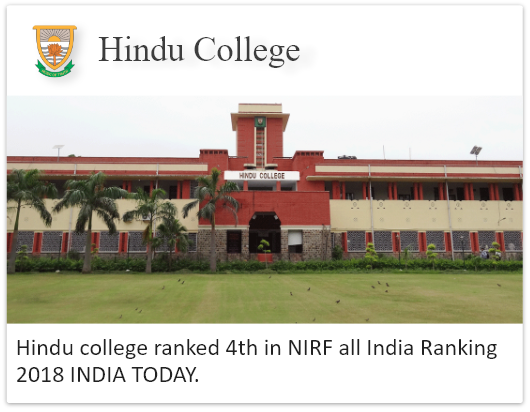 Hindu College
HINDU COLLEGE
Hindu college ranked 4th in NIRF all India Ranking
2018 INDIA TODAY.